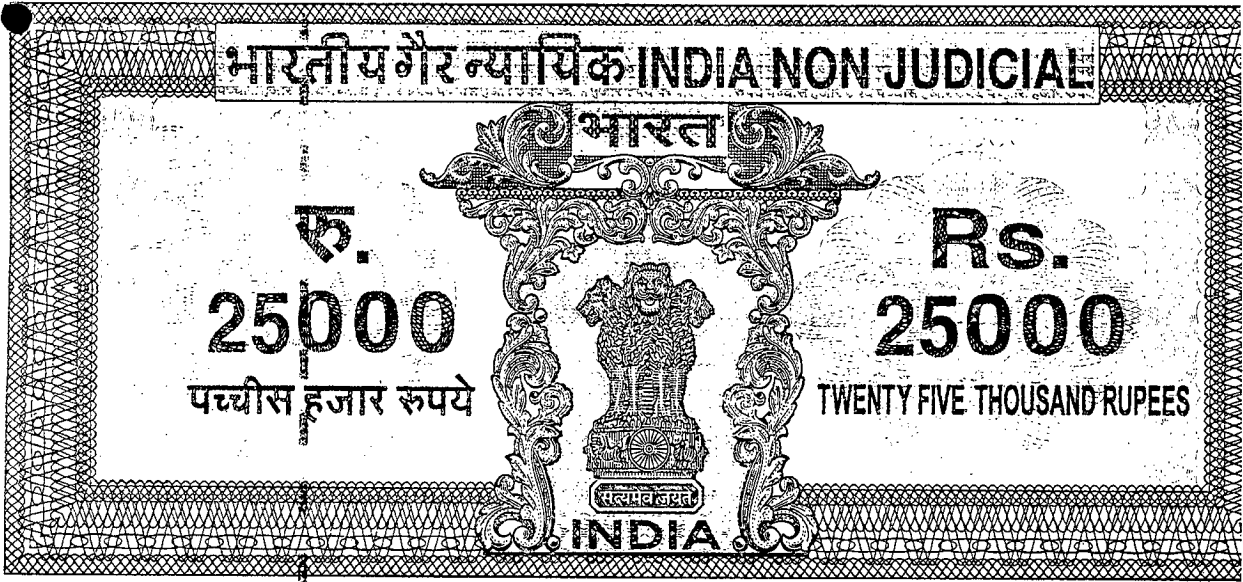 भारतीय गैर न्यायिक INDIA NON JUDICIAL
भारत
रु.
25000
पच्चीस हजार रुपये
Rs.
25000
TWENTY FIVE THOUSAND RUPEES
सत्यमेव जयते
INDIA